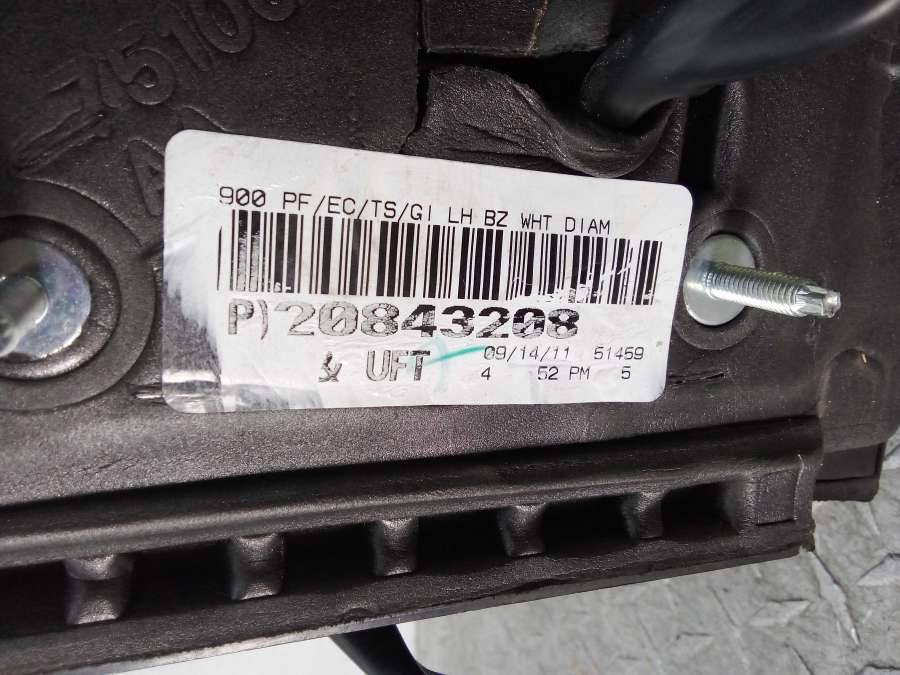 900 PF/EC/TS/GI LH BZ WHT DIAM
P)20843208
& UFT
09/14/11 51459
4 52 PM 5